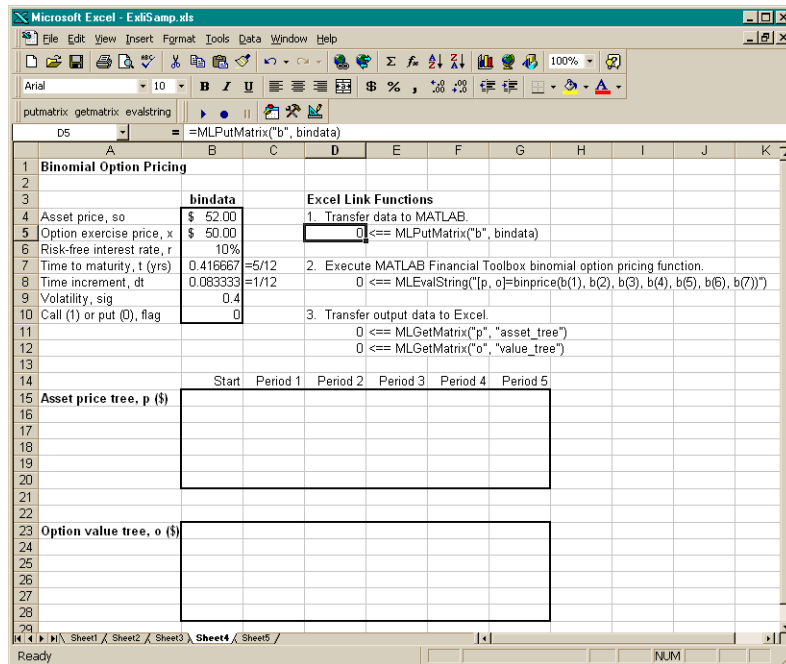 Microsoft Excel - ExliSamp.xls
File Edit View Insert Format Tools Data Window Help
Σ fx 100%
Arial 10 B I U $ % , .00
putmatrix getmatrix evalstring
D5 = =MLPutMatrix("b", bindata)
A B C D E F G H I J K
1 Binomial Option Pricing
2
3 bindata Excel Link Functions
4 Asset price, so $ 52.00 1. Transfer data to MATLAB.
5 Option exercise price, x $ 50.00 0 <== MLPutMatrix("b", bindata)
6 Risk-free interest rate, r 10%
7 Time to maturity, t (yrs) 0.416667 =5/12 2. Execute MATLAB Financial Toolbox binomial option pricing function.
8 Time increment, dt 0.083333 =1/12 0 <== MLEvalString("[p, o]=binprice(b(1), b(2), b(3), b(4), b(5), b(6), b(7))")
9 Volatility, sig 0.4
10 Call (1) or put (0), flag 0 3. Transfer output data to Excel.
11 0 <== MLGetMatrix("p", "asset_tree")
12 0 <== MLGetMatrix("o", "value_tree")
13
14 Start Period 1 Period 2 Period 3 Period 4 Period 5
15 Asset price tree, p ($)
16
17
18
19
20
21
22
23 Option value tree, o ($)
24
25
26
27
28
29
Sheet1 Sheet2 Sheet3 Sheet4 Sheet5
Ready NUM